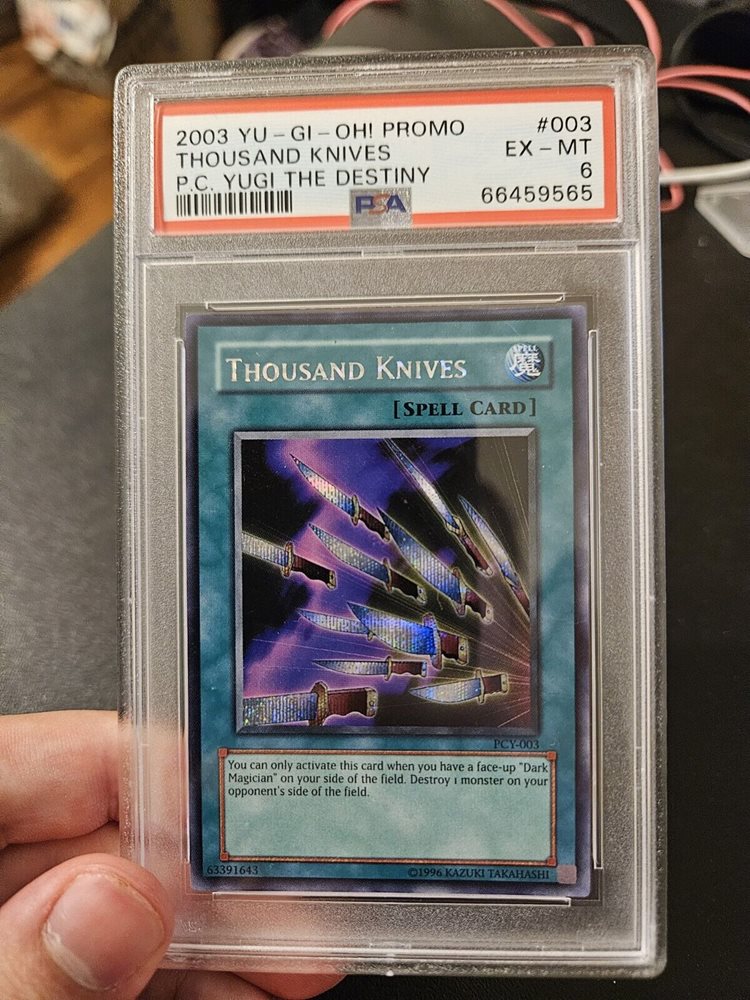 2003 YU-GI-OH! PROMO #003
THOUSAND KNIVES EX-MT
P.C. YUGI THE DESTINY 6
PSA 66459565
THOUSAND KNIVES
SPELL
魔
[SPELL CARD]
PCY-003
You can only activate this card when you have a face-up "Dark
Magician" on your side of the field. Destroy 1 monster on your
opponent's side of the field.
63391643 ©1996 KAZUKI TAKAHASHI